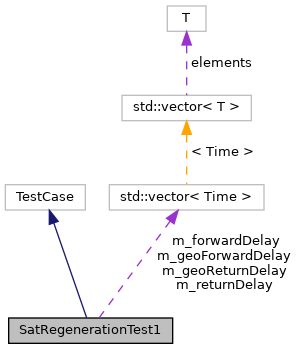 T
elements
std::vector< T >
< Time >
TestCase
std::vector< Time >
m_forwardDelay
m_geoForwardDelay
m_geoReturnDelay
m_returnDelay
SatRegenerationTest1